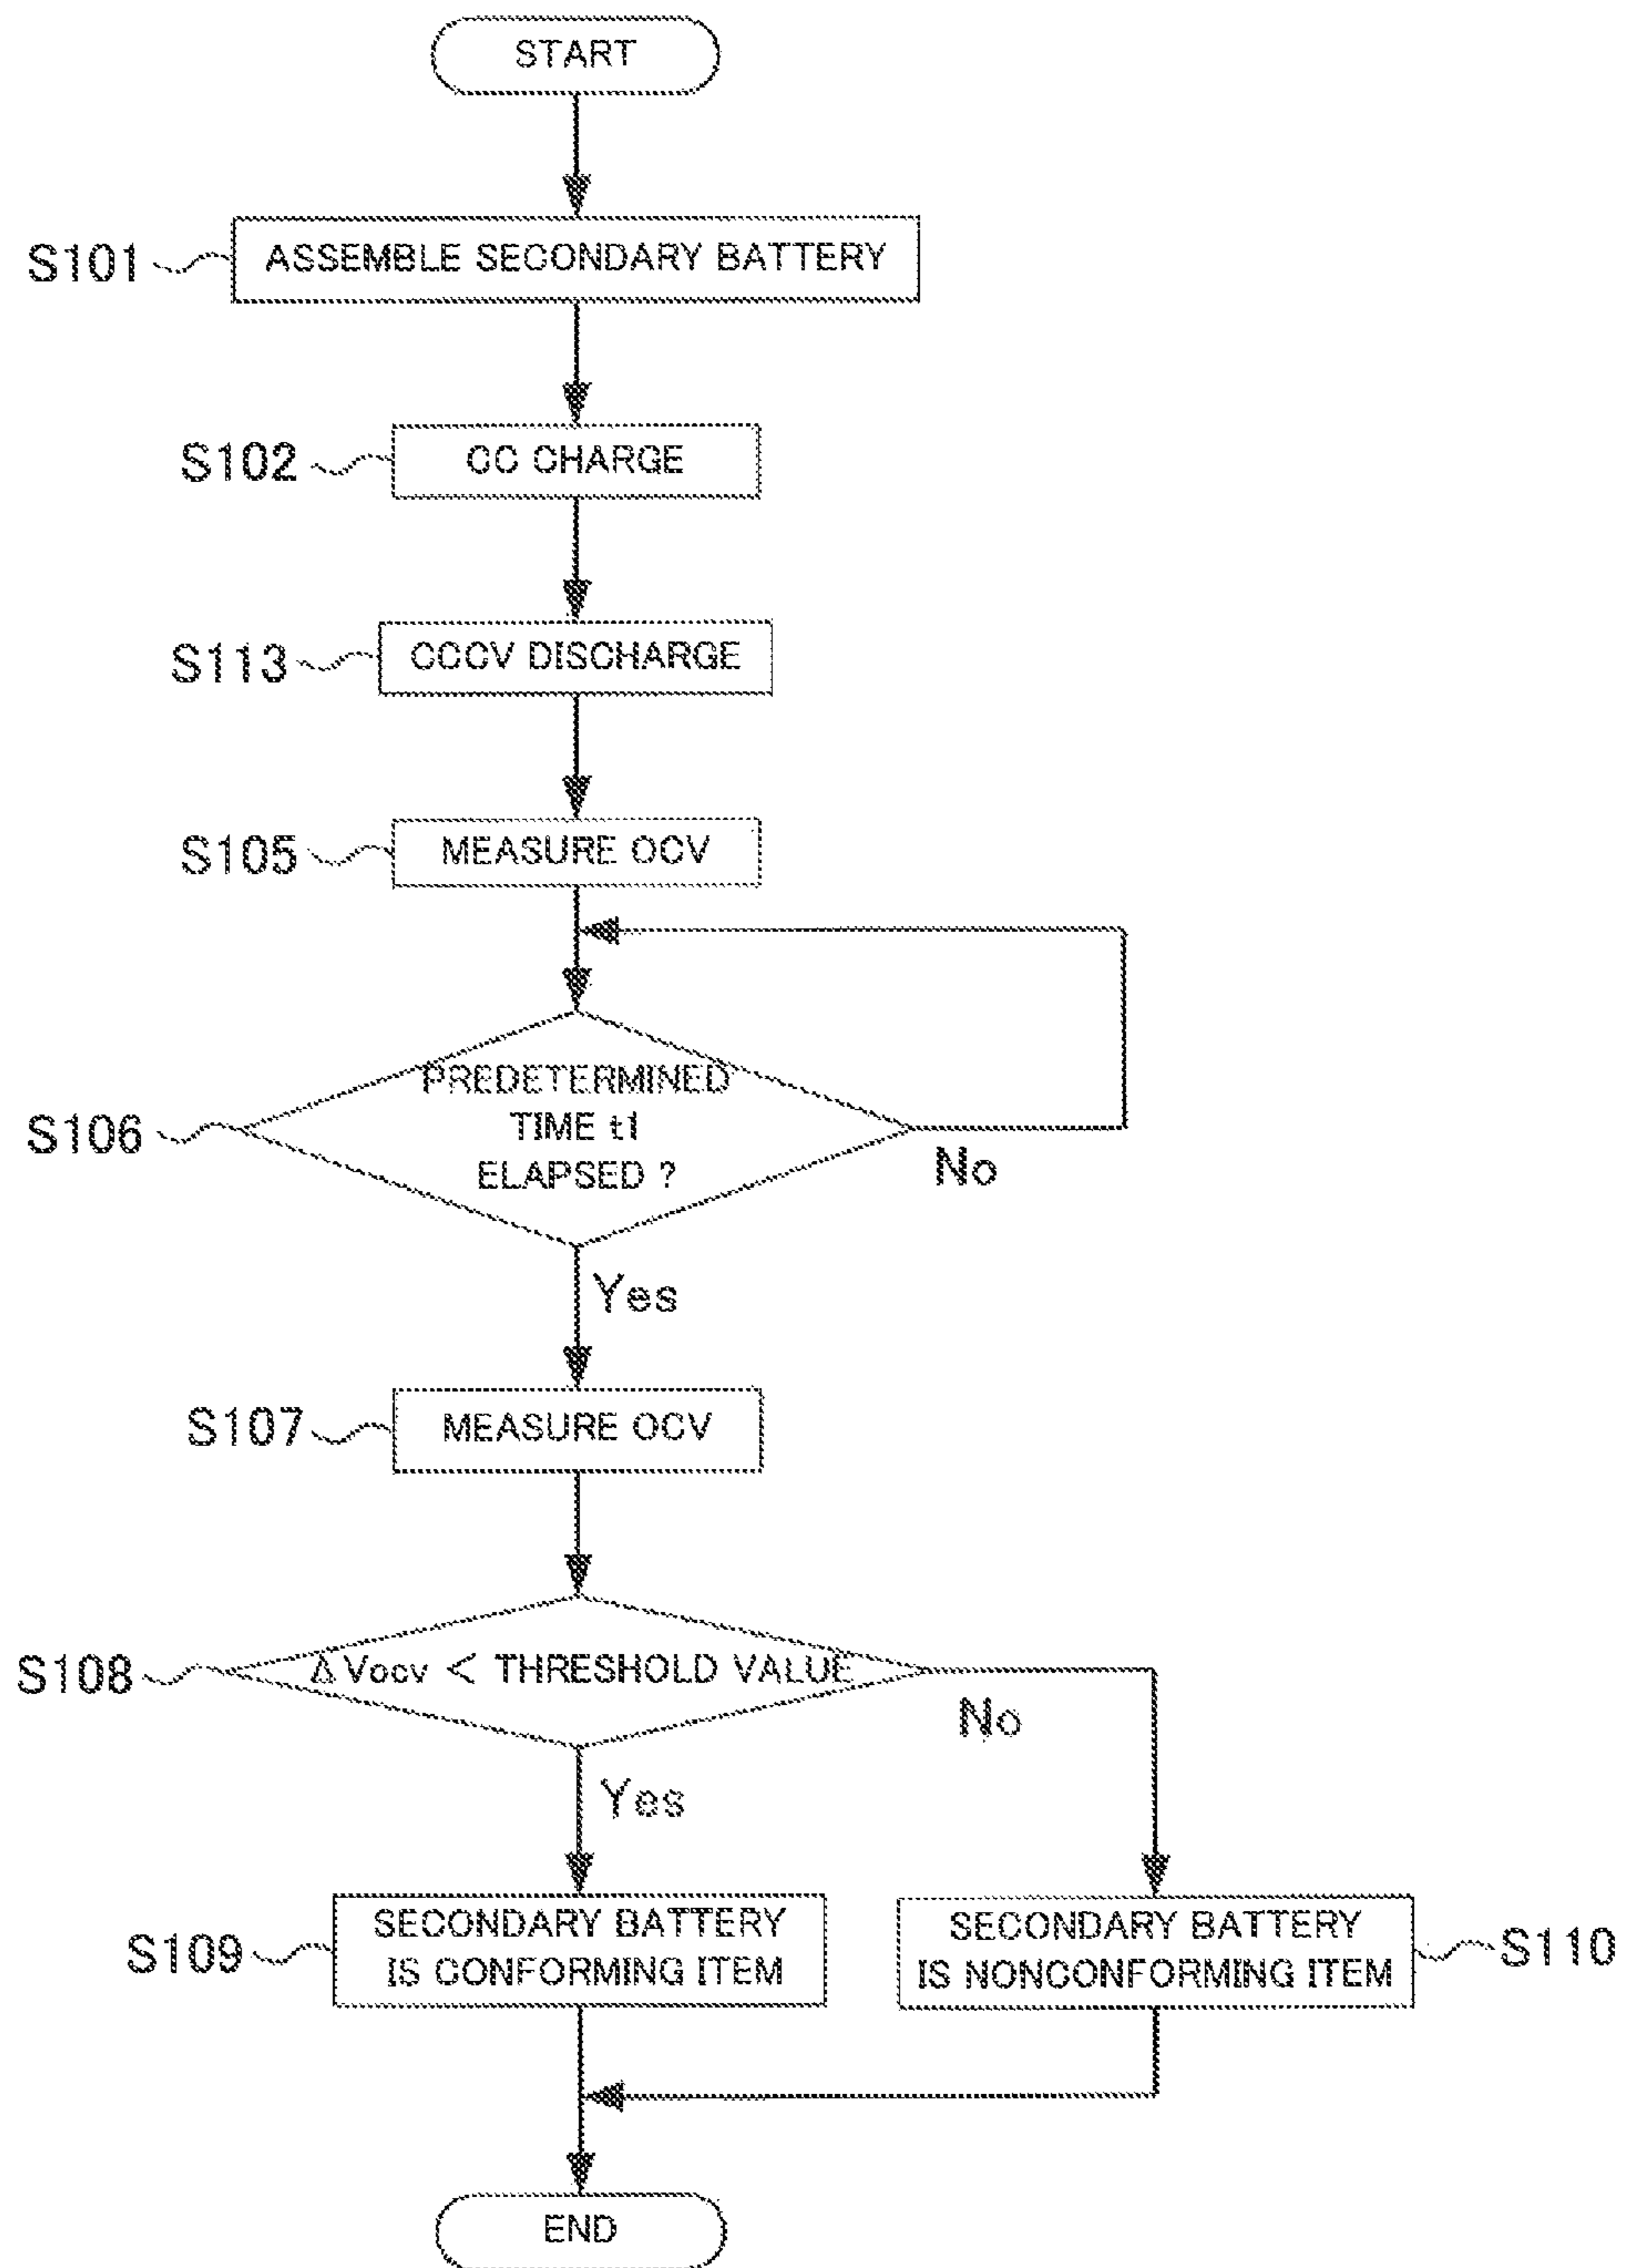 START
S101
ASSEMBLE SECONDARY BATTERY
S102
CC CHARGE
S113
CCCV DISCHARGE
S105
MEASURE OCV
S106
PREDETERMINED
TIME t1
ELAPSED ?
No
Yes
S107
MEASURE OCV
S108
Δ Vocv < THRESHOLD VALUE
No
Yes
S109
SECONDARY BATTERY
IS CONFORMING ITEM
SECONDARY BATTERY
IS NONCONFORMING ITEM
S110
END